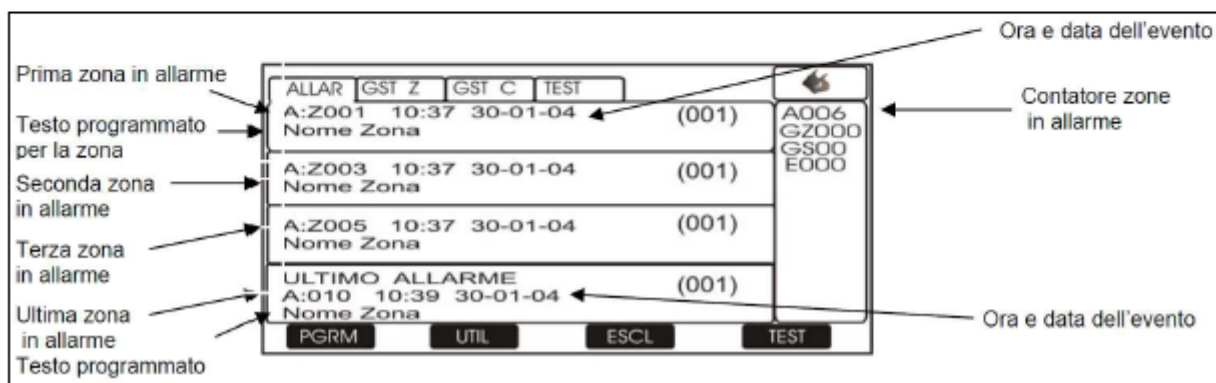 Ora e data dell'evento
Prima zona in allarme
Testo programmato
per la zona
Seconda zona
in allarme
Terza zona
in allarme
Ultima zona
in allarme
Testo programmato
ALLAR GST Z GST C TEST
A:Z001 10:37 30-01-04 (001)
Nome Zona
A:Z003 10:37 30-01-04 (001)
Nome Zona
A:Z005 10:37 30-01-04 (001)
Nome Zona
ULTIMO ALLARME (001)
A:010 10:39 30-01-04
Nome Zona
PGRM UTIL ESCL TEST
A006
GZ000
GS00
E000
Contatore zone
in allarme
Ora e data dell'evento